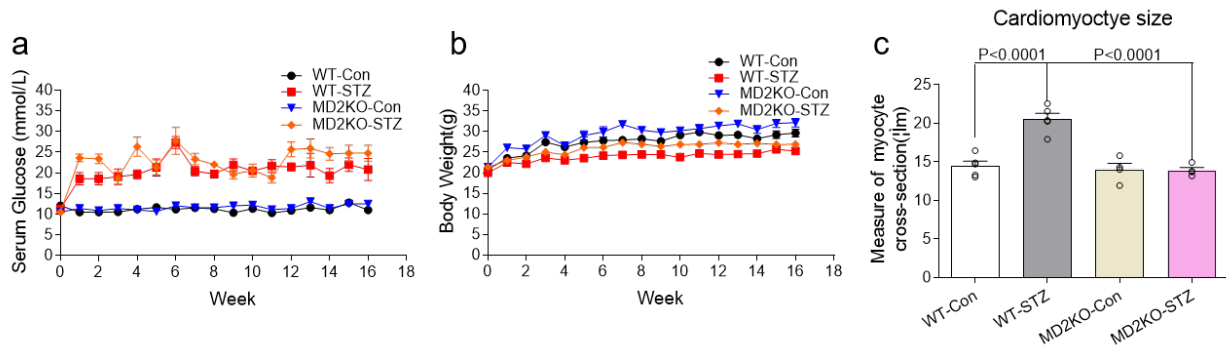 a
Serum Glucose (mmol/L)
40
35
30
25
20
15
10
5
0
0 2 4 6 8 10 12 14 16 18
Week
WT-Con
WT-STZ
MD2KO-Con
MD2KO-STZ
b
Body Weight(g)
40
35
30
25
20
15
10
5
0
0 2 4 6 8 10 12 14 16 18
Week
WT-Con
WT-STZ
MD2KO-Con
MD2KO-STZ
Cardiomyoctye size
c
P<0.0001 P<0.0001
Measure of myocyte
cross-section(¡Ìm)
25
20
15
10
5
0
WT-Con
WT-STZ
MD2KO-Con
MD2KO-STZ